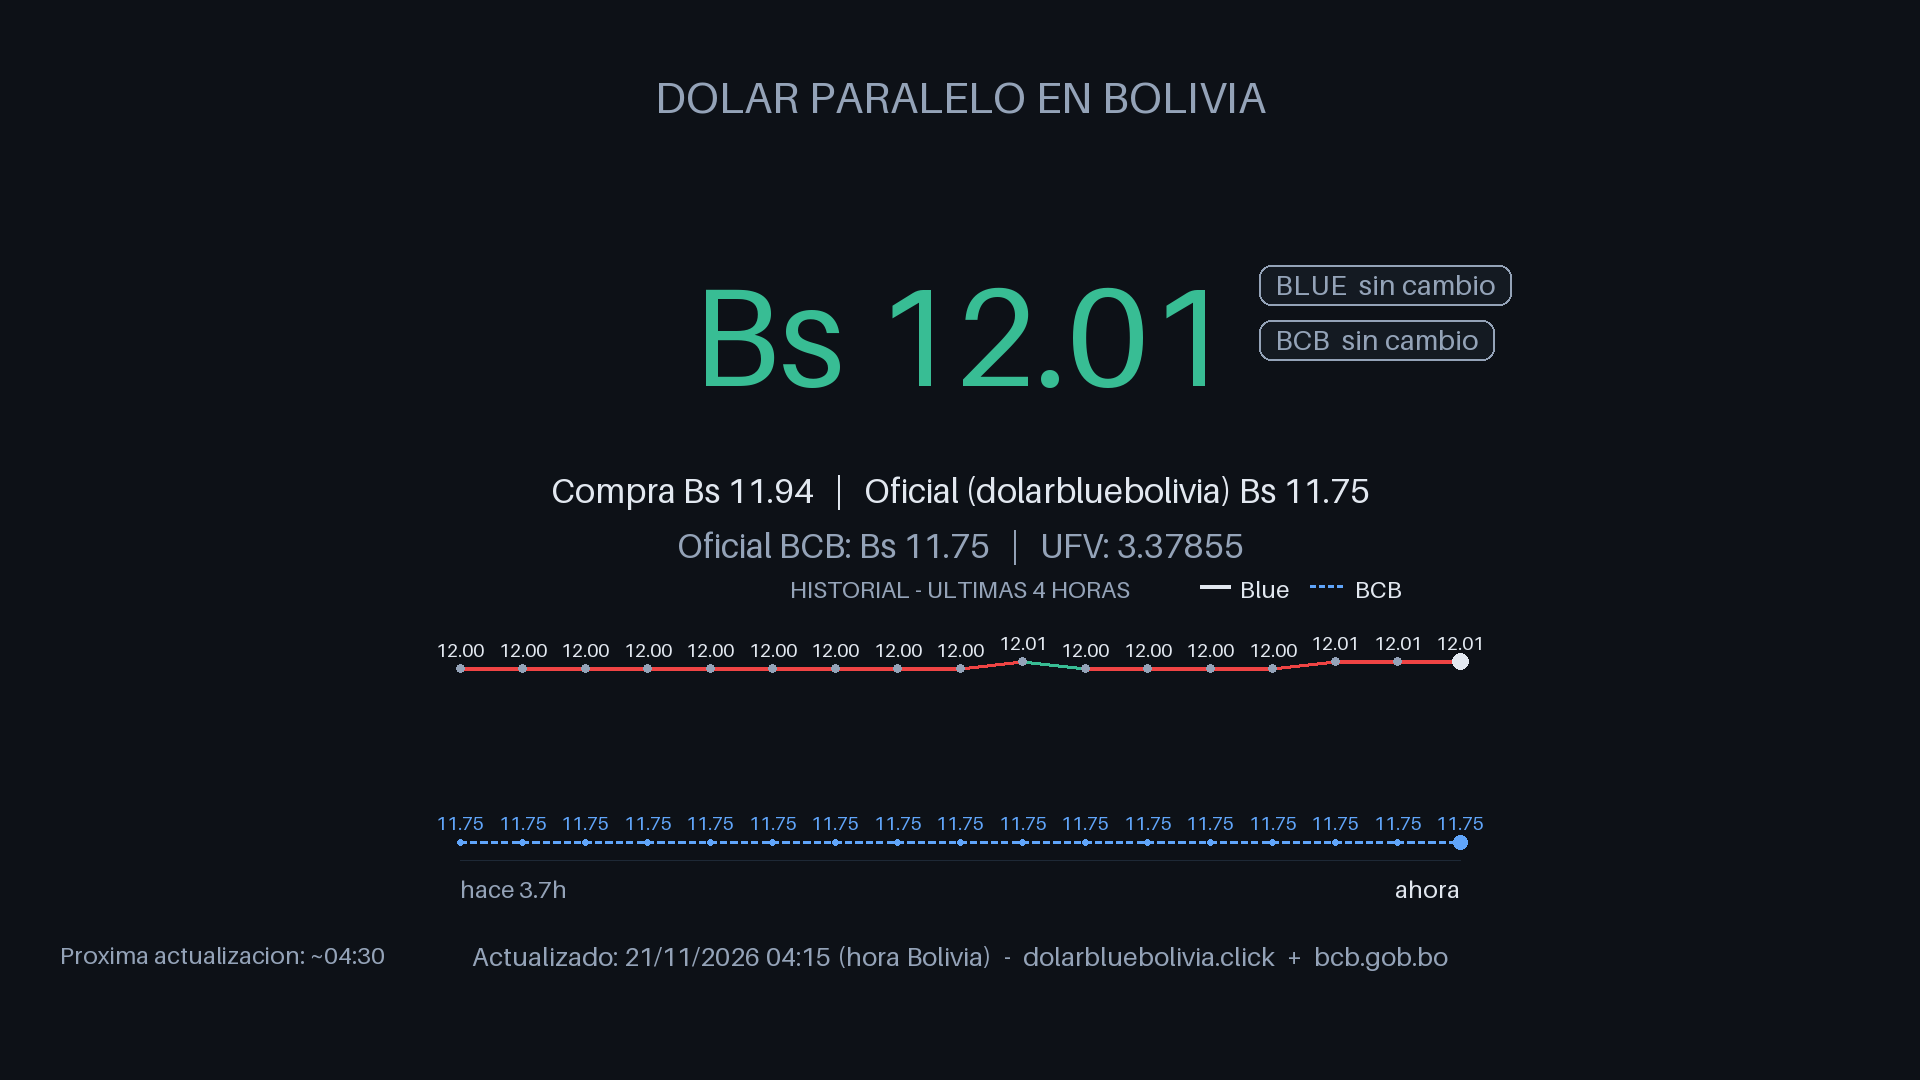 DOLAR PARALELO EN BOLIVIA
Bs 12.01
BLUE sin cambio
BCB sin cambio
Compra Bs 11.94 | Oficial (dolarbluebolivia) Bs 11.75
Oficial BCB: Bs 11.75 | UFV: 3.37855
HISTORIAL - ULTIMAS 4 HORAS
Blue
BCB
12.00 12.00 12.00 12.00 12.00 12.00 12.00 12.00 12.00 12.01 12.00 12.00 12.00 12.00 12.01 12.01 12.01
11.75 11.75 11.75 11.75 11.75 11.75 11.75 11.75 11.75 11.75 11.75 11.75 11.75 11.75 11.75 11.75 11.75
hace 3.7h
ahora
Proxima actualizacion: ~04:30
Actualizado: 21/11/2026 04:15 (hora Bolivia) - dolarbluebolivia.click + bcb.gob.bo